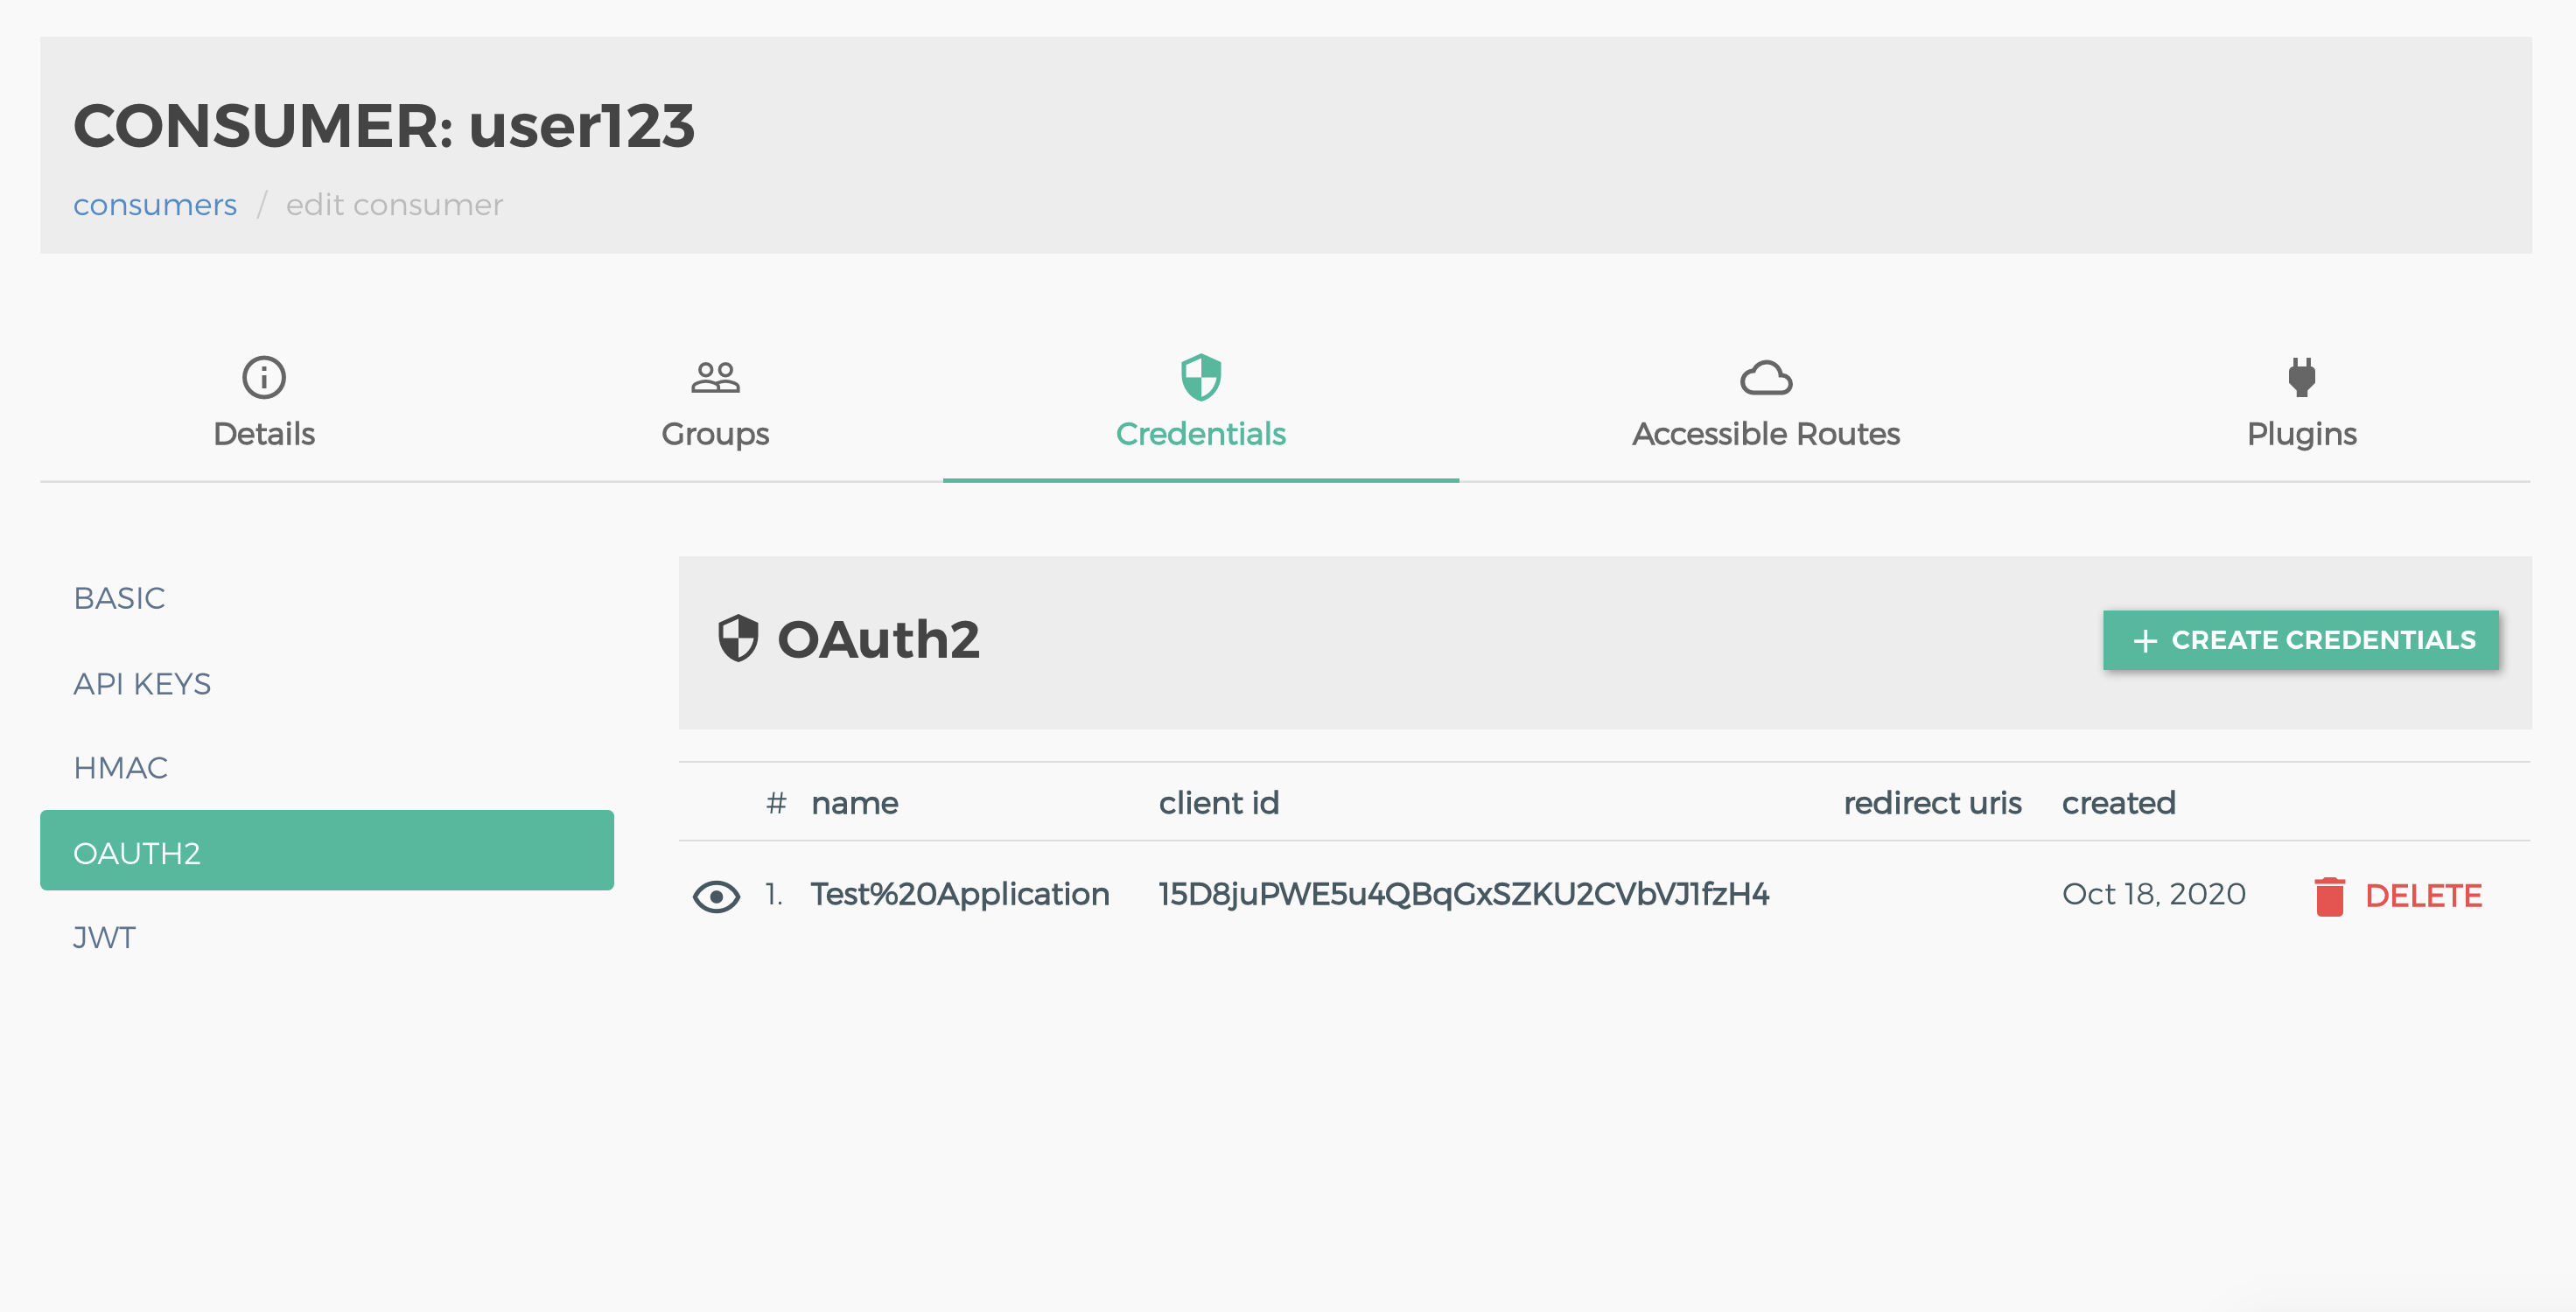 CONSUMER: user123
consumers / edit consumer
Details Groups Credentials Accessible Routes Plugins
BASIC
API KEYS
HMAC
OAUTH2
JWT
OAuth2
+ CREATE CREDENTIALS
# name client id redirect uris created
1. Test%20Application 15D8juPWE5u4QBqGxSZKU2CVbVJ1fzH4 Oct 18, 2020 DELETE